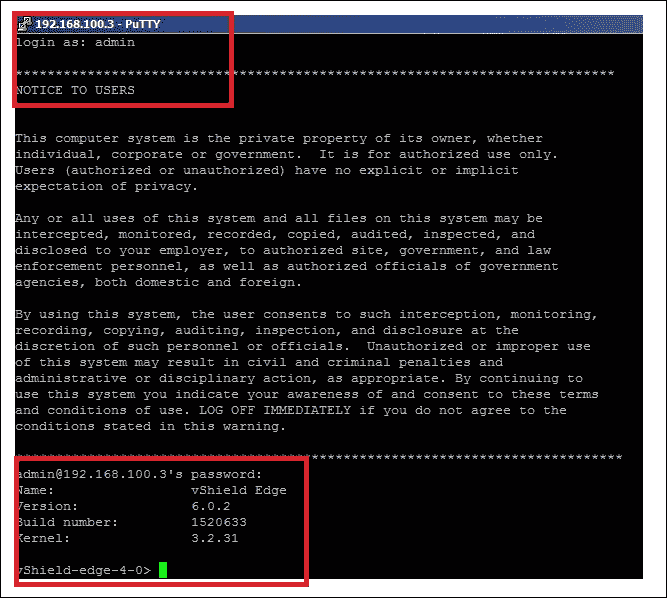 192.168.100.3 - PuTTY
login as: admin
***************************************************************************
NOTICE TO USERS
This computer system is the private property of its owner, whether
individual, corporate or government.  It is for authorized use only.
Users (authorized or unauthorized) have no explicit or implicit
expectation of privacy.
Any or all uses of this system and all files on this system may be
intercepted, monitored, recorded, copied, audited, inspected, and
disclosed to your employer, to authorized site, government, and law
enforcement personnel, as well as authorized officials of government
agencies, both domestic and foreign.
By using this system, the user consents to such interception, monitoring,
recording, copying, auditing, inspection, and disclosure at the
discretion of such personnel or officials.  Unauthorized or improper use
of this system may result in civil and criminal penalties and
administrative or disciplinary action, as appropriate. By continuing to
use this system you indicate your awareness of and consent to these terms
and conditions of use. LOG OFF IMMEDIATELY if you do not agree to the
conditions stated in this warning.
****************************************************************************
admin@192.168.100.3's password:
Name:                 vShield Edge
Version:              6.0.2
Build number:         1520633
Kernel:               3.2.31
vShield-edge-4-0>